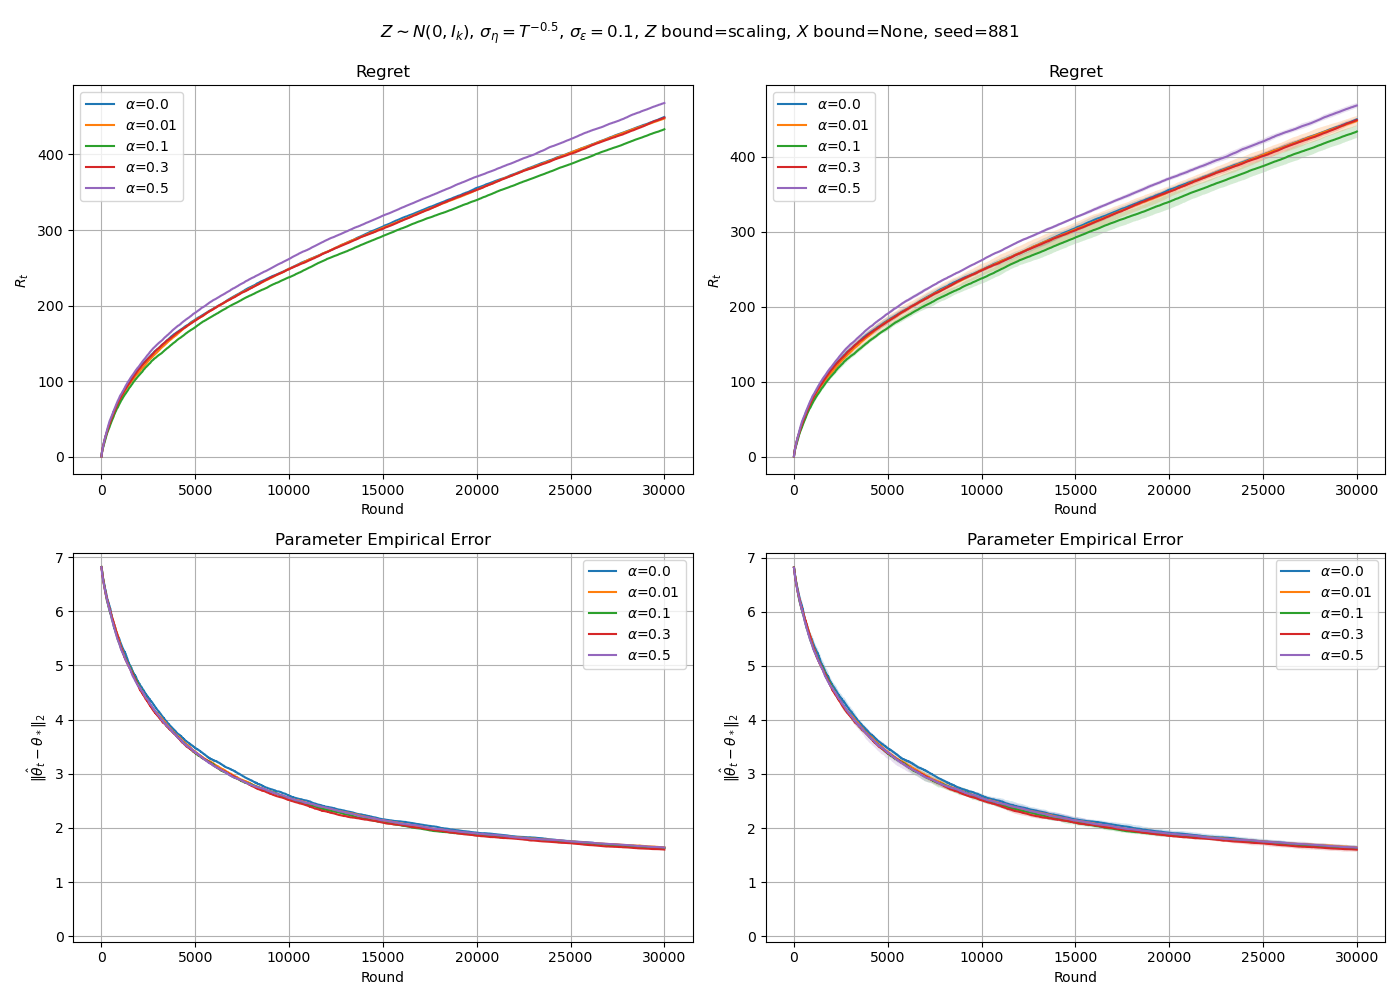 Z ∼ N(0, I_k), σ_η = T^{−0.5}, σ_ε = 0.1, Z bound=scaling, X bound=None, seed=881
Regret
R_t
400
300
200
100
0
α=0.0
α=0.01
α=0.1
α=0.3
α=0.5
0 5000 10000 15000 20000 25000 30000
Round
Regret
R_t
400
300
200
100
0
α=0.0
α=0.01
α=0.1
α=0.3
α=0.5
0 5000 10000 15000 20000 25000 30000
Round
Parameter Empirical Error
‖θ̂_t − θ_*‖_2
7
6
5
4
3
2
1
0
α=0.0
α=0.01
α=0.1
α=0.3
α=0.5
0 5000 10000 15000 20000 25000 30000
Round
Parameter Empirical Error
‖θ̂_t − θ_*‖_2
7
6
5
4
3
2
1
0
α=0.0
α=0.01
α=0.1
α=0.3
α=0.5
0 5000 10000 15000 20000 25000 30000
Round